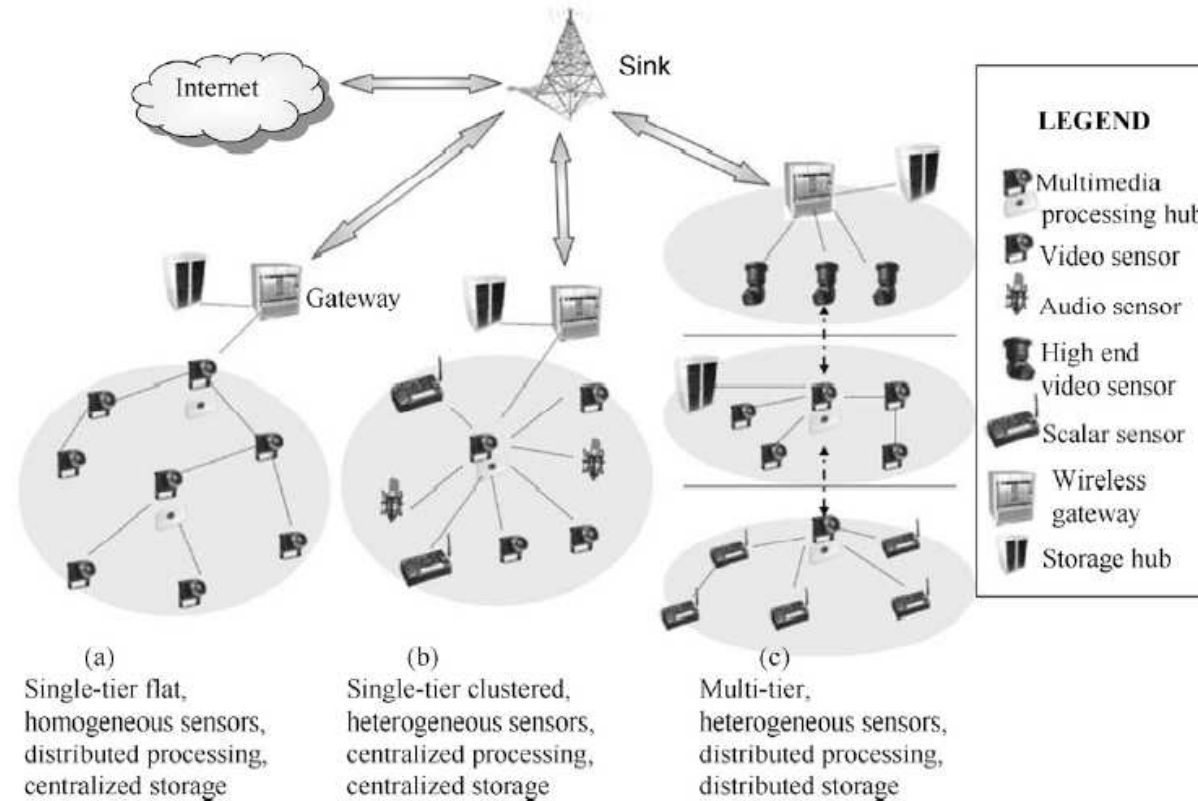 Internet
Sink
Gateway
LEGEND
Multimedia
processing hub
Video sensor
Audio sensor
High end
video sensor
Scalar sensor
Wireless
gateway
Storage hub
(a)
Single-tier flat,
homogeneous sensors,
distributed processing,
centralized storage
(b)
Single-tier clustered,
heterogeneous sensors,
centralized processing,
centralized storage
(c)
Multi-tier,
heterogeneous sensors,
distributed processing,
distributed storage